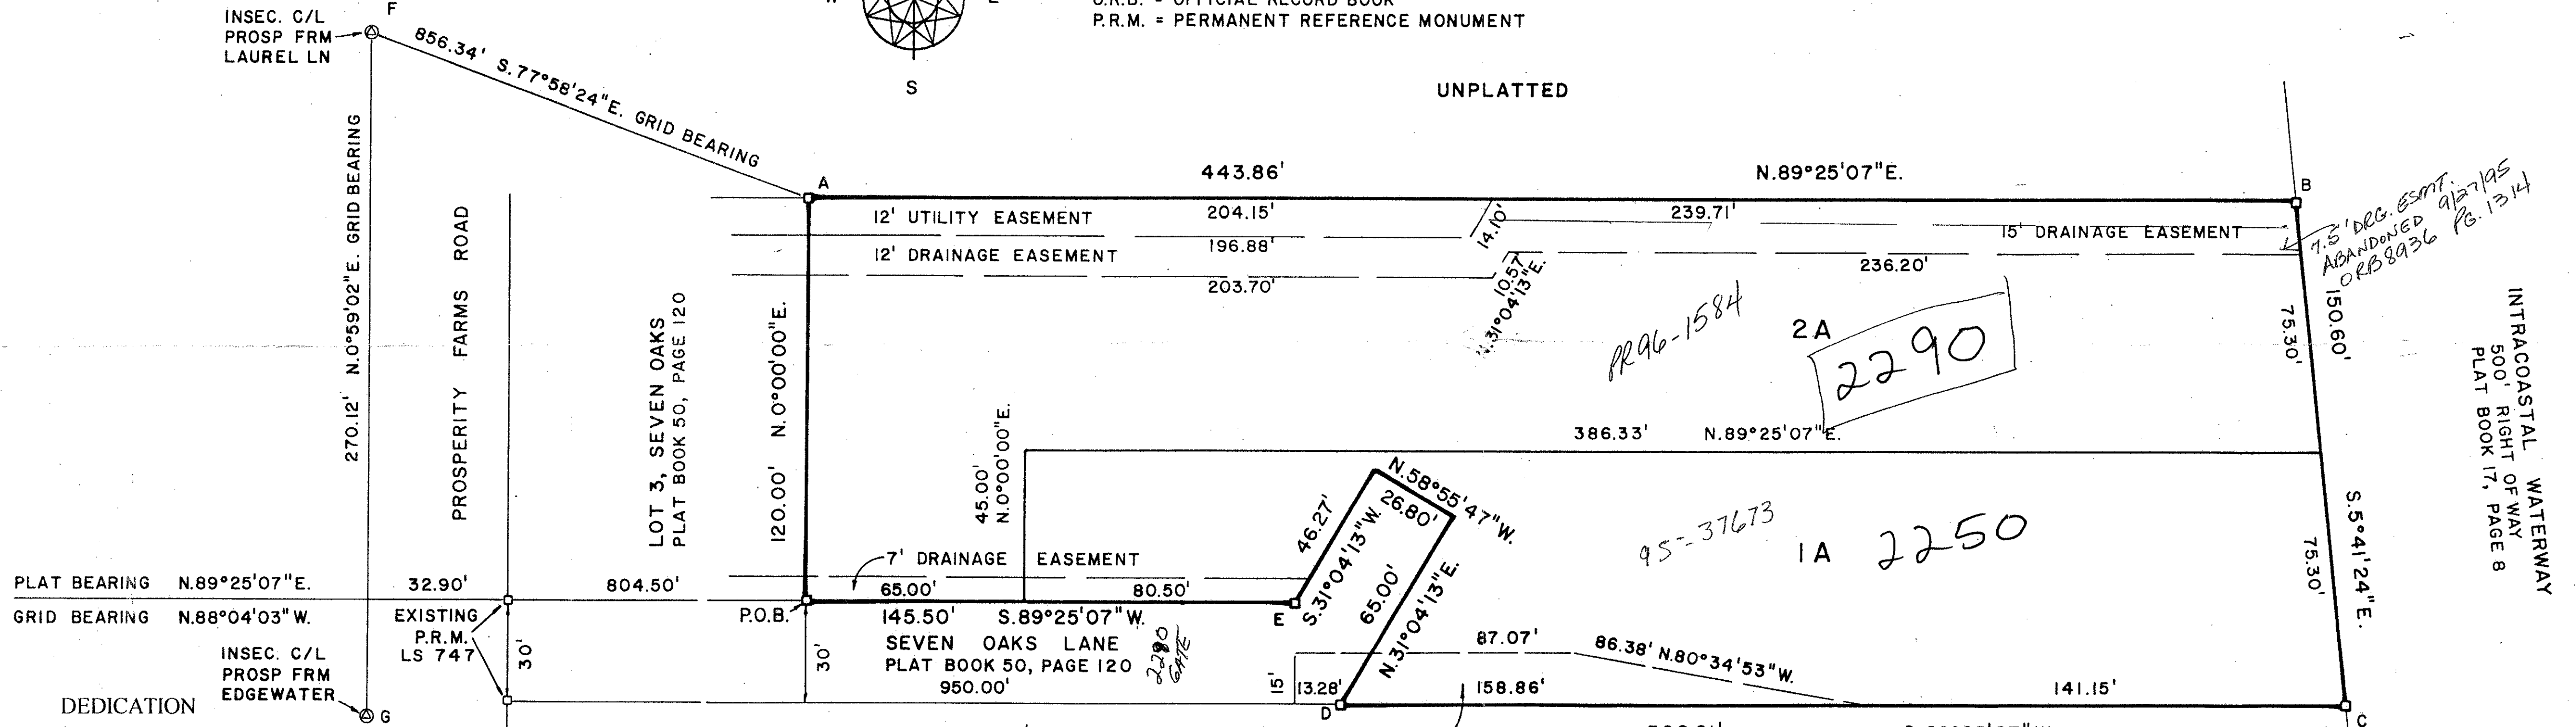 INSEC. C/L
PROSP FRM
LAUREL LN
F
856.34' S.77°58'24"E. GRID BEARING
S
O.R.B. = OFFICIAL RECORD BOOK
P.R.M. = PERMANENT REFERENCE MONUMENT
UNPLATTED
270.12' N.0°59'02"E. GRID BEARING
PROSPERITY FARMS ROAD
LOT 3, SEVEN OAKS
PLAT BOOK 50, PAGE 120
A
443.86' N.89°25'07"E.
B
12' UTILITY EASEMENT 204.15'
14.10'
239.71'
15' DRAINAGE EASEMENT
7.5' DRG. ESMT.
ABANDONED 9/27/95
ORB 8936 PG. 1314
12' DRAINAGE EASEMENT 196.88'
203.70'
10.57'
N.31°04'13"E.
236.20'
120.00' N.0°00'00"E.
PR96-1584
2A
2290
75.30'
150.60'
INTRACOASTAL WATERWAY
500' RIGHT OF WAY
PLAT BOOK 17, PAGE 8
45.00'
N.0°00'00"E.
386.33' N.89°25'07"E.
N.58°55'47"W.
26.80'
46.27'
S.31°04'13"W.
65.00'
N.31°04'13"E.
95-37673
1A
2250
75.30'
S.5°41'24"E.
7' DRAINAGE EASEMENT
PLAT BEARING N.89°25'07"E. 32.90' 804.50'
65.00' 80.50'
GRID BEARING N.88°04'03"W.
EXISTING
P.R.M.
LS 747
P.O.B.
145.50' S.89°25'07"W.
E
SEVEN OAKS LANE
PLAT BOOK 50, PAGE 120
2280
GATE
30'
30'
950.00'
INSEC. C/L
PROSP FRM
EDGEWATER
G
DEDICATION
87.07'
86.38' N.80°34'53"W.
15'
13.28'
D
158.86'
141.15'
C